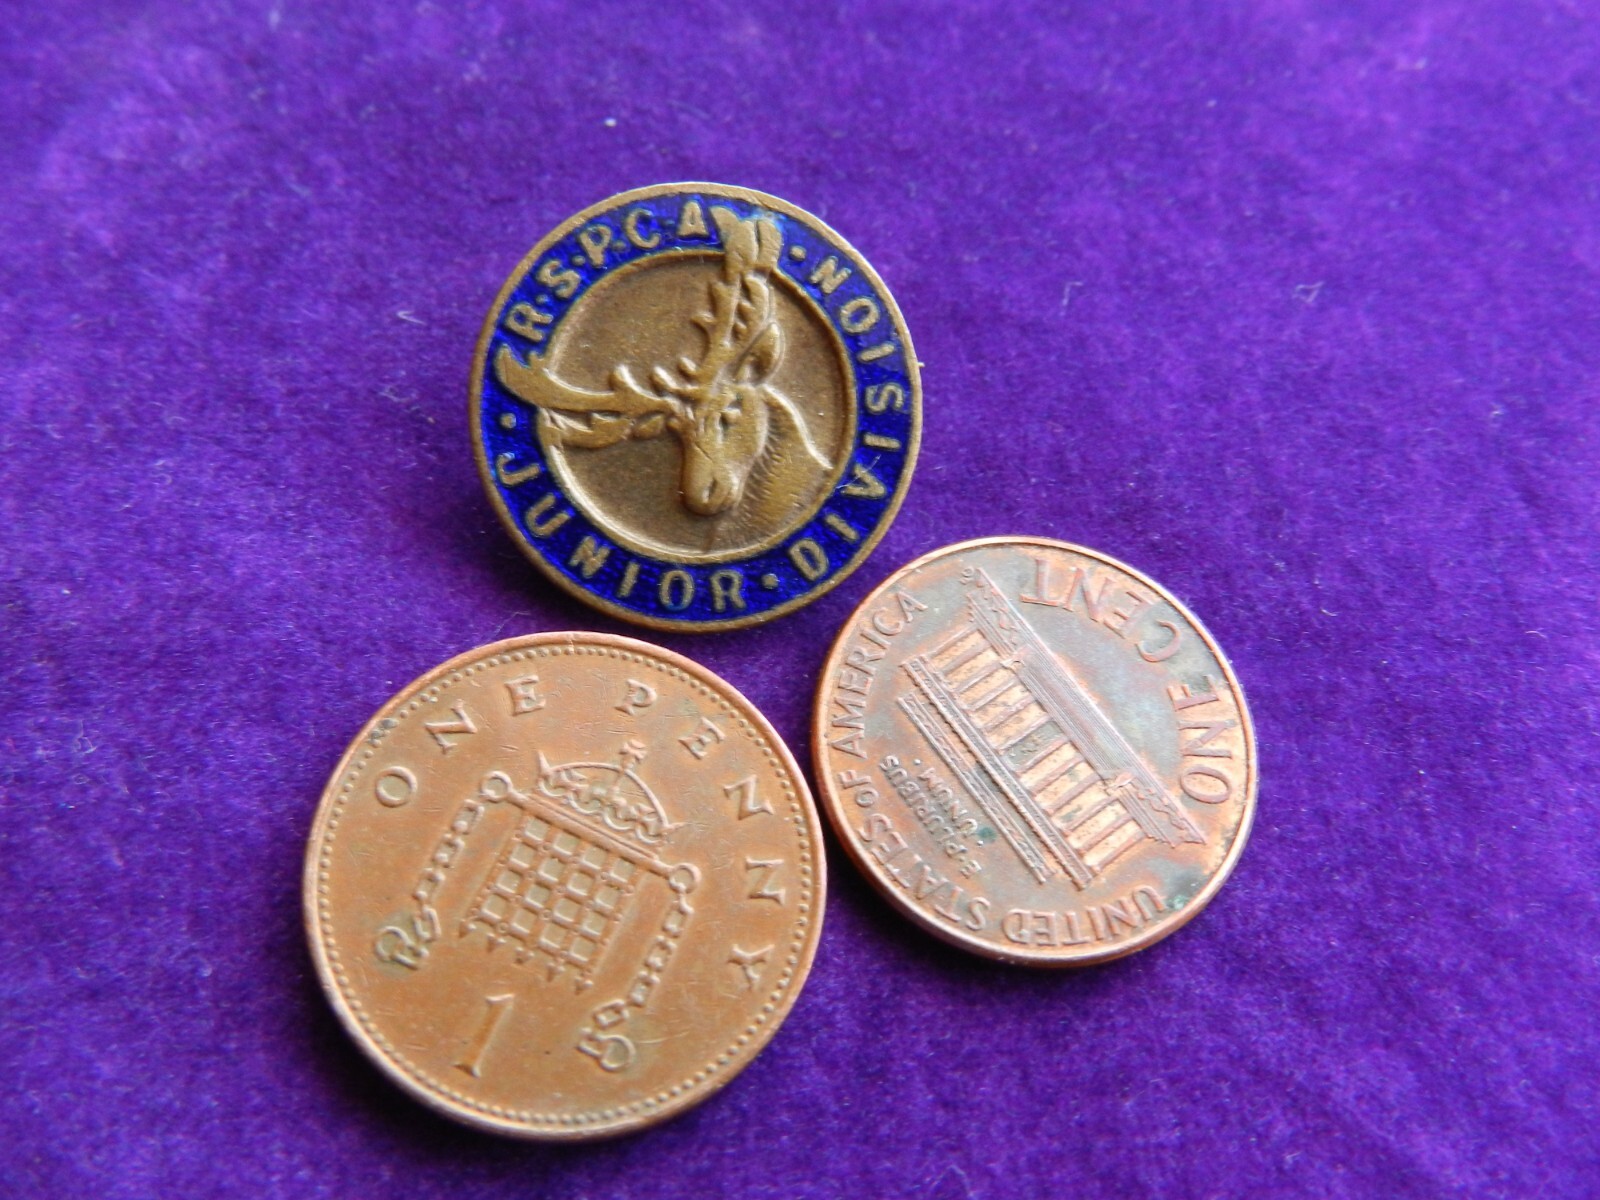 R·S·P·C·A
· JUNIOR · DIVISION ·
ONE PENNY
1
ONE CENT
UNITED STATES OF AMERICA
E·PLURIBUS
·UNUM·